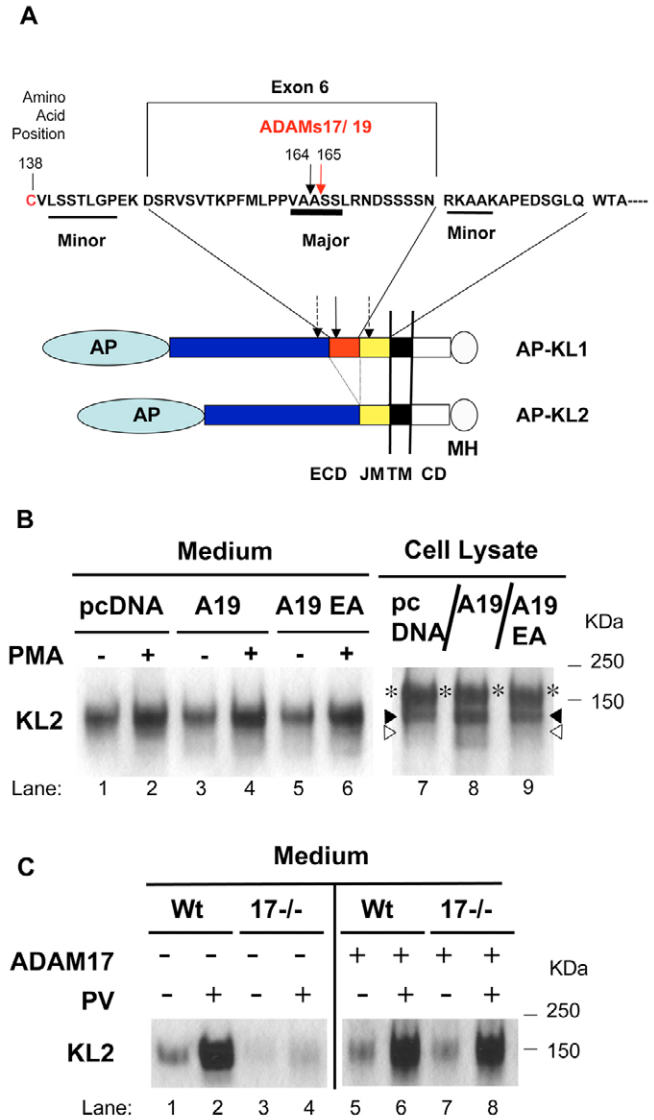 A
Exon 6
Amino
Acid
Position
ADAMs17/ 19
138
164 165
CVLSSTLGPEK DSRVSVTKPFMLPPVAASSLRNDSSSSN RKAAKAPEDSGLQ WTA----
Minor
Major
Minor
AP
AP-KL1
AP
AP-KL2
MH
ECD JM TM CD
B
Medium
Cell Lysate
pcDNA A19 A19 EA
pc DNA / A19 / A19 EA
KDa
PMA - + - + - +
250
150
KL2
* * * *
Lane: 1 2 3 4 5 6 7 8 9
C
Medium
Wt 17-/- Wt 17-/-
ADAM17 - - - - + + + +
KDa
PV - + - + - + - +
250
KL2
150
Lane: 1 2 3 4 5 6 7 8